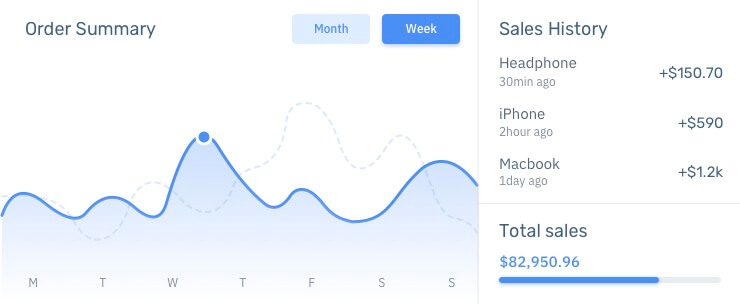 Order Summary
Month
Week
M T W T F S S
Sales History
Headphone
30min ago
+$150.70
iPhone
2hour ago
+$590
Macbook
1day ago
+$1.2k
Total sales
$82,950.96